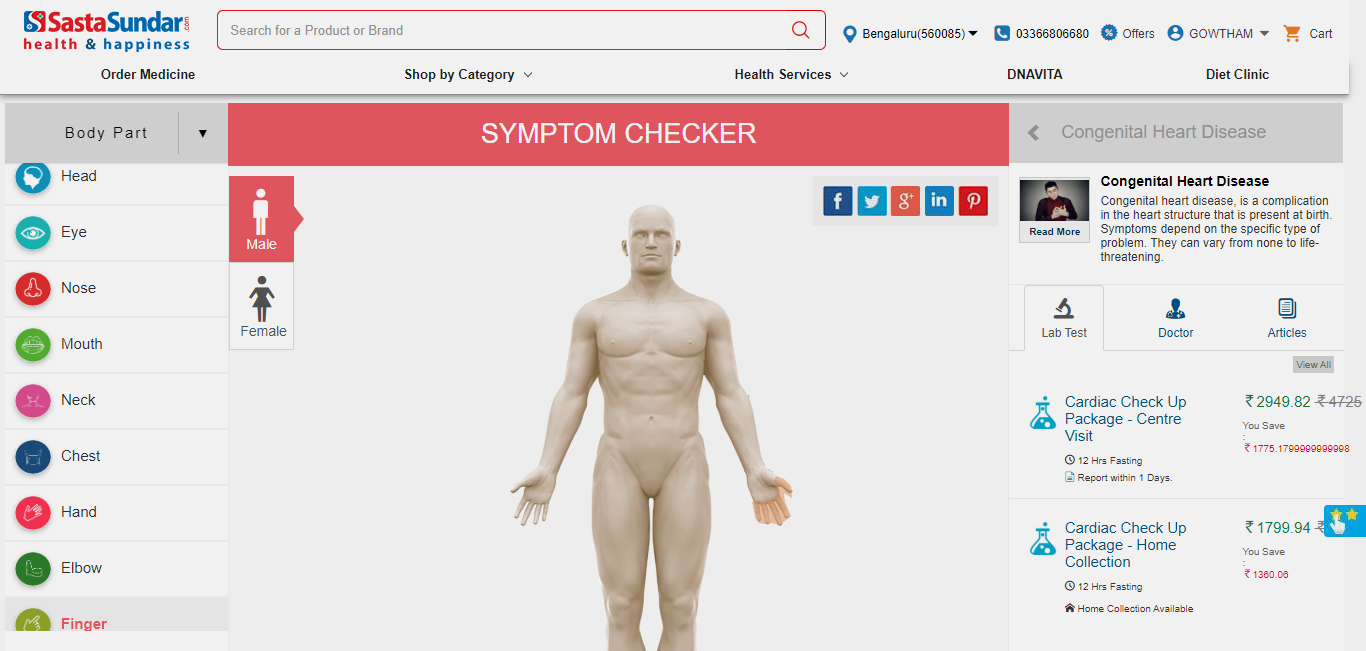 SastaSundar.com
health & happiness
Search for a Product or Brand
Bengaluru(560085)
03366806680
Offers
GOWTHAM
Cart
Order Medicine
Shop by Category
Health Services
DNAVITA
Diet Clinic
Body Part
Head
Eye
Nose
Mouth
Neck
Chest
Hand
Elbow
Finger
SYMPTOM CHECKER
Male
Female
f
g+
in
Congenital Heart Disease
Read More
Congenital Heart Disease
Congenital heart disease, is a complication
in the heart structure that is present at birth.
Symptoms depend on the specific type of
problem. They can vary from none to life-
threatening.
Lab Test
Doctor
Articles
View All
Cardiac Check Up
Package - Centre
Visit
₹ 2949.82 ₹ 4725
You Save
:
₹ 1775.1799999999998
12 Hrs Fasting
Report within 1 Days.
Cardiac Check Up
Package - Home
Collection
₹ 1799.94 ₹
You Save
:
₹ 1360.06
12 Hrs Fasting
Home Collection Available